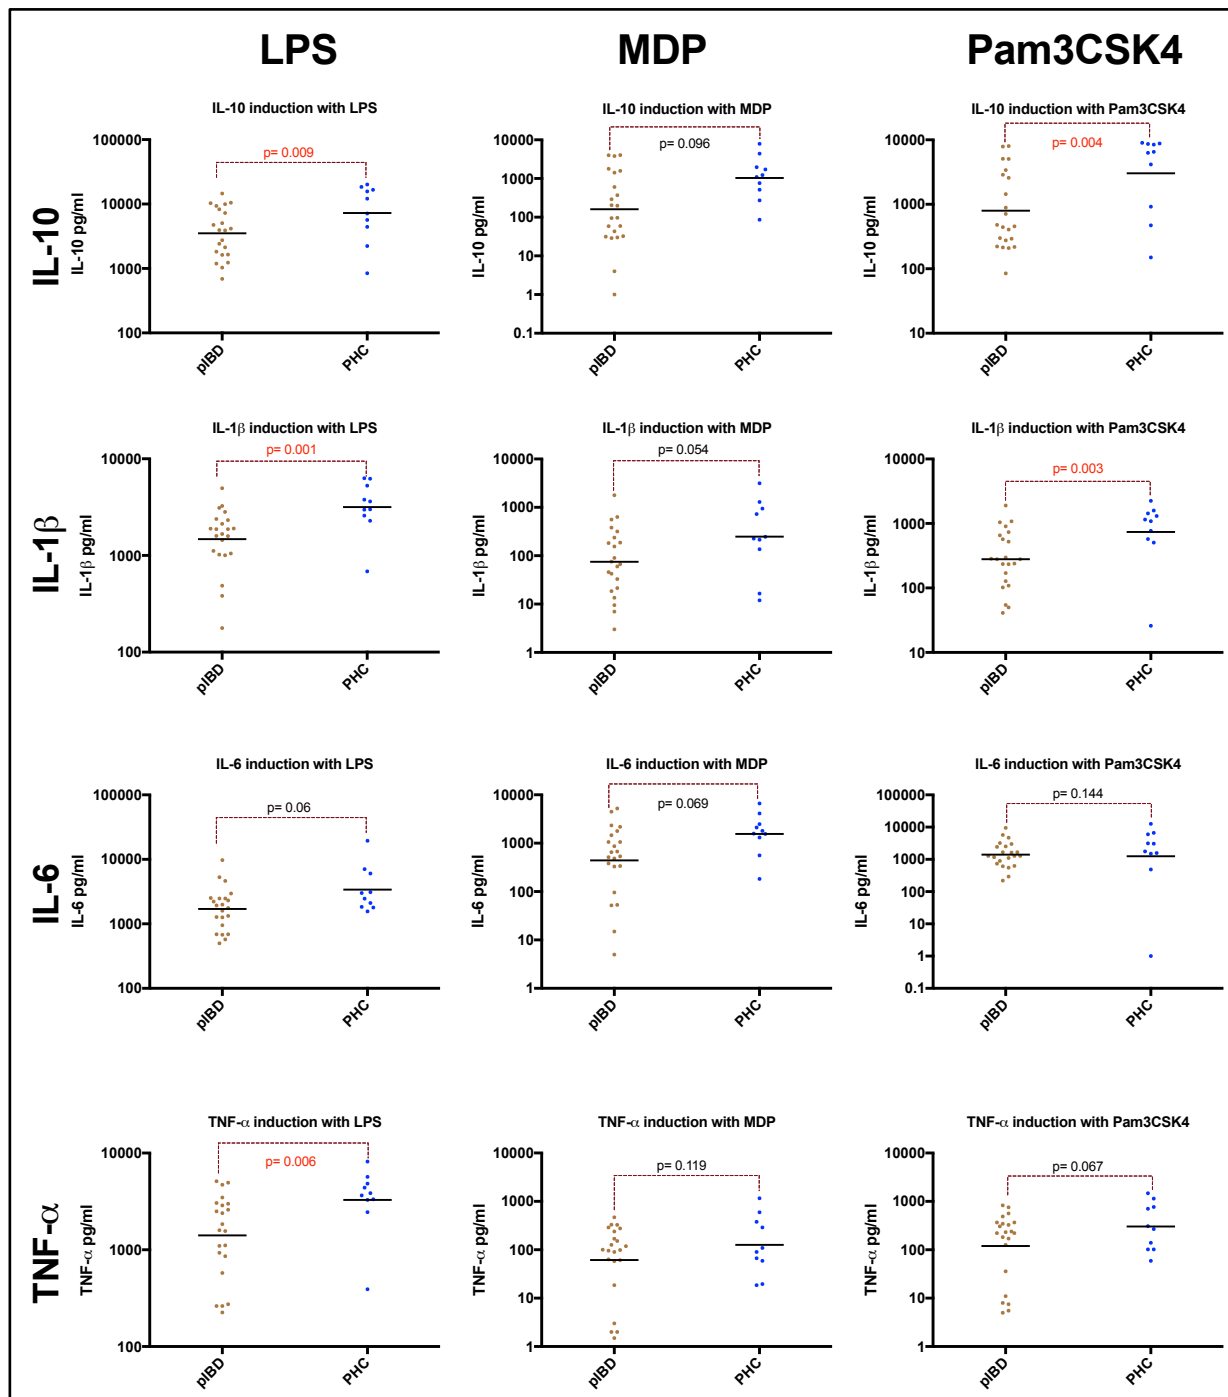 LPS MDP Pam3CSK4
IL-10
IL-10 induction with LPS
IL-10 pg/ml
100000
10000
1000
100
p= 0.009
pIBD
PHC
IL-10 induction with MDP
IL-10 pg/ml
10000
1000
100
10
1
0.1
p= 0.096
pIBD
PHC
IL-10 induction with Pam3CSK4
IL-10 pg/ml
10000
1000
100
10
p= 0.004
pIBD
PHC
IL-1β
IL-1β induction with LPS
IL-1β pg/ml
10000
1000
100
p= 0.001
pIBD
PHC
IL-1β induction with MDP
IL-1β pg/ml
10000
1000
100
10
1
p= 0.054
pIBD
PHC
IL-1β induction with Pam3CSK4
IL-1β pg/ml
10000
1000
100
10
p= 0.003
pIBD
PHC
IL-6
IL-6 induction with LPS
IL-6 pg/ml
100000
10000
1000
100
p= 0.06
pIBD
PHC
IL-6 induction with MDP
IL-6 pg/ml
10000
1000
100
10
1
p= 0.069
pIBD
PHC
IL-6 induction with Pam3CSK4
IL-6 pg/ml
100000
10000
1000
100
10
1
0.1
p= 0.144
pIBD
PHC
TNF-α
TNF-α induction with LPS
TNF-α pg/ml
10000
1000
100
p= 0.006
pIBD
PHC
TNF-α induction with MDP
TNF-α pg/ml
10000
1000
100
10
1
p= 0.119
pIBD
PHC
TNF-α induction with Pam3CSK4
TNF-α pg/ml
10000
1000
100
10
1
p= 0.067
pIBD
PHC